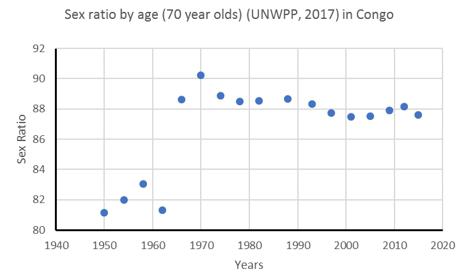 Sex ratio by age (70 year olds) (UNWPP, 2017) in Congo
92
90
88
86
84
82
80
Sex Ratio
1940 1950 1960 1970 1980 1990 2000 2010 2020
Years